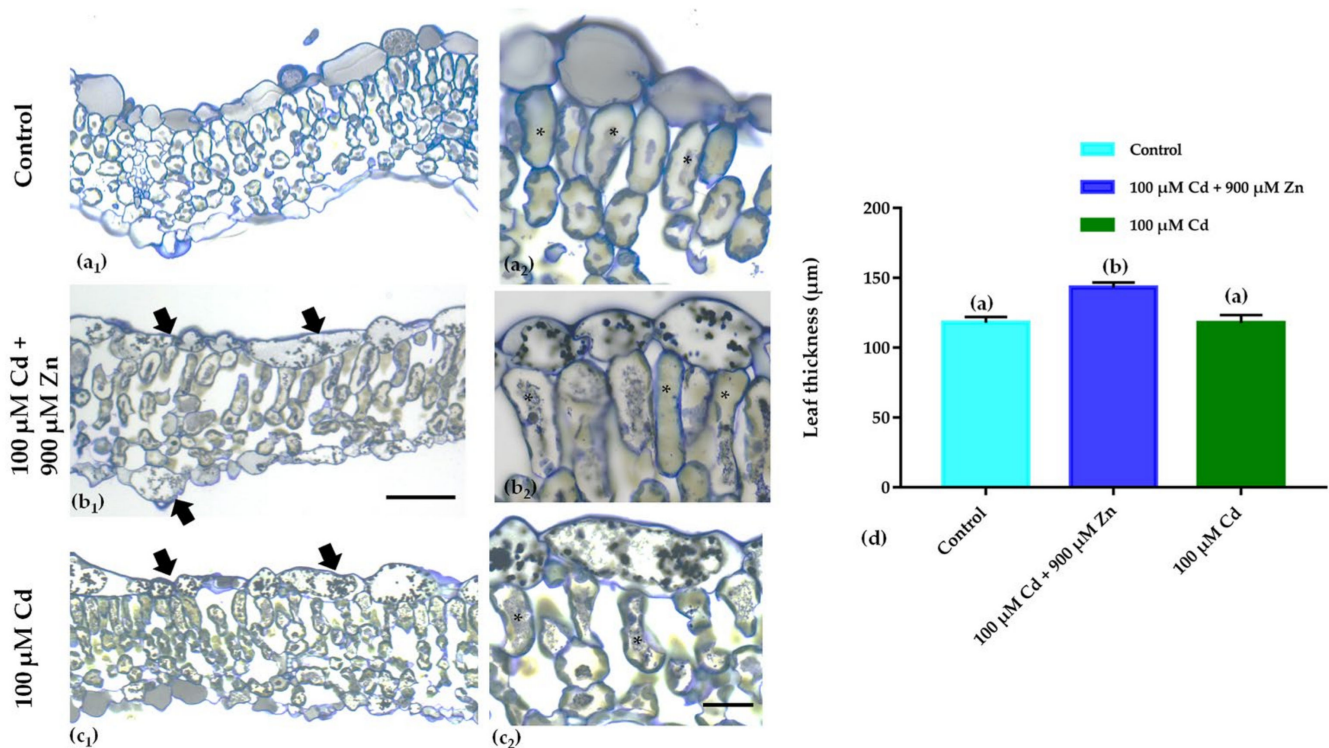 Control
(a₁)
(a₂)
100 μM Cd +
900 μM Zn
(b₁)
(b₂)
100 μM Cd
(c₁)
(c₂)
*
*
*
*
*
*
*
*
Control
100 μM Cd + 900 μM Zn
100 μM Cd
Leaf thickness (μm)
200
150
100
50
0
(a)
(b)
(a)
(d)
Control
100 μM Cd + 900 μM Zn
100 μM Cd